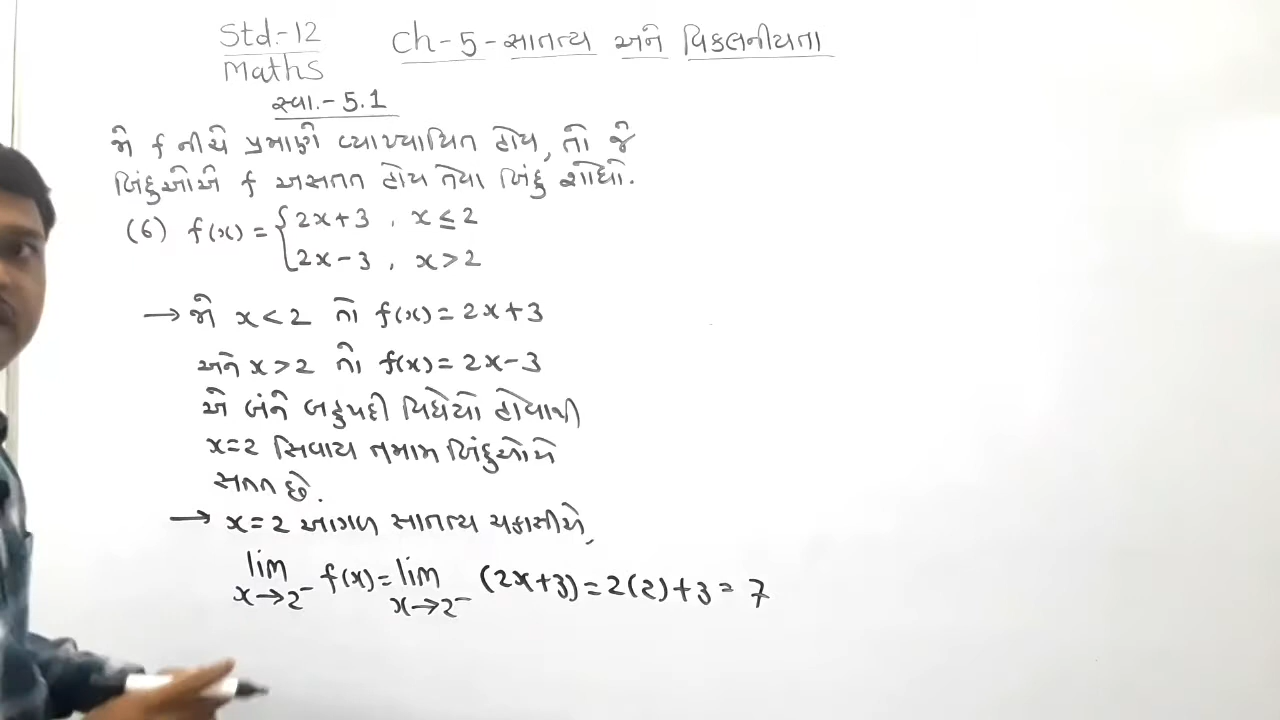 Std.-12
Maths
Ch-5-સાતત્ય અને વિકલનીયતા
સ્વા.-5.1
જો f નીચે પ્રમાણે વ્યાખ્યાયિત હોય, તો જે
બિંદુઓએ f અસતત હોય તેવા બિંદુ શોધો.
(6) f(x) = { 2x+3 , x ≤ 2
2x-3 , x > 2
→ જો x < 2 તો f(x) = 2x+3
અને x > 2 તો f(x) = 2x-3
એ બંને બહુપદી વિધેયો હોવાથી
x=2 સિવાય તમામ બિંદુઓએ
સતત છે.
→ x=2 આગળ સાતત્ય ચકાસીએ,
lim x→2⁻ f(x) = lim x→2⁻ (2x+3) = 2(2)+3 = 7